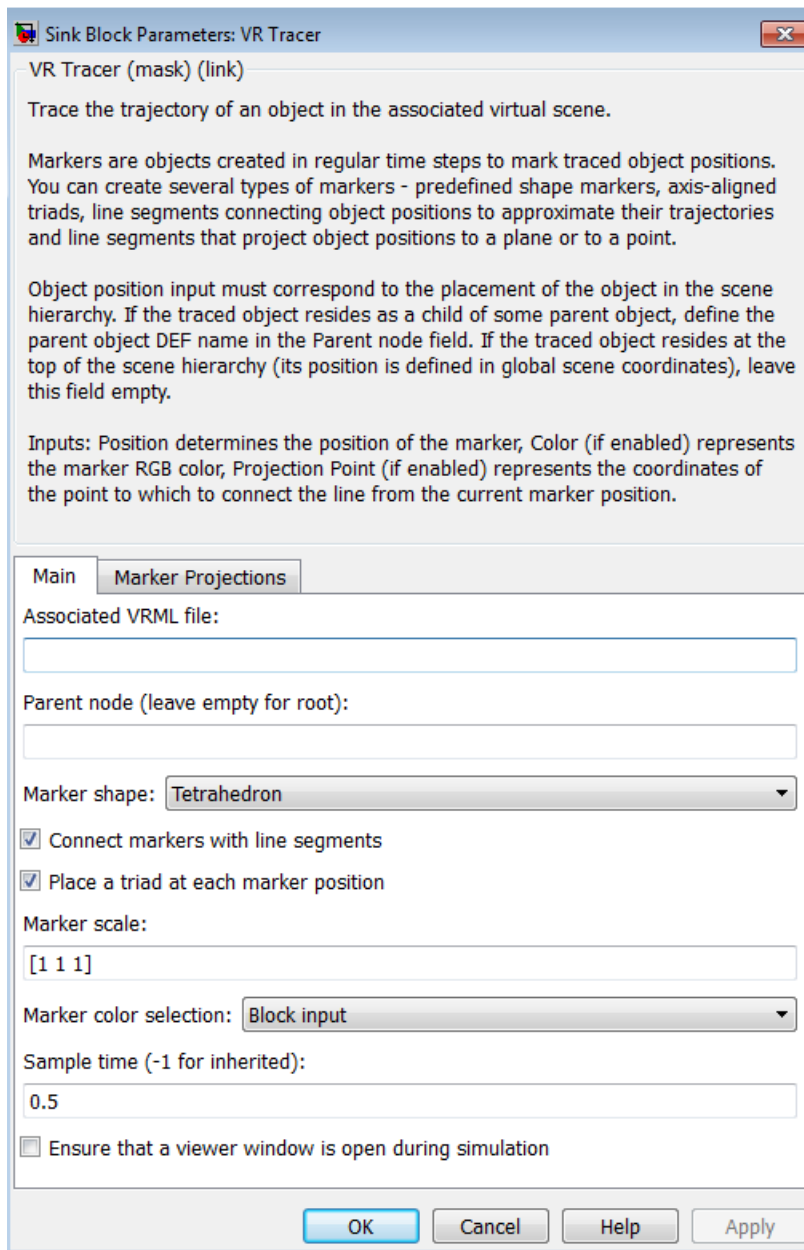 Sink Block Parameters: VR Tracer
VR Tracer (mask) (link)
Trace the trajectory of an object in the associated virtual scene.
Markers are objects created in regular time steps to mark traced object positions.
You can create several types of markers - predefined shape markers, axis-aligned
triads, line segments connecting object positions to approximate their trajectories
and line segments that project object positions to a plane or to a point.
Object position input must correspond to the placement of the object in the scene
hierarchy. If the traced object resides as a child of some parent object, define the
parent object DEF name in the Parent node field. If the traced object resides at the
top of the scene hierarchy (its position is defined in global scene coordinates), leave
this field empty.
Inputs: Position determines the position of the marker, Color (if enabled) represents
the marker RGB color, Projection Point (if enabled) represents the coordinates of
the point to which to connect the line from the current marker position.
Main Marker Projections
Associated VRML file:
Parent node (leave empty for root):
Marker shape: Tetrahedron
Connect markers with line segments
Place a triad at each marker position
Marker scale:
[1 1 1]
Marker color selection: Block input
Sample time (-1 for inherited):
0.5
Ensure that a viewer window is open during simulation
OK Cancel Help Apply